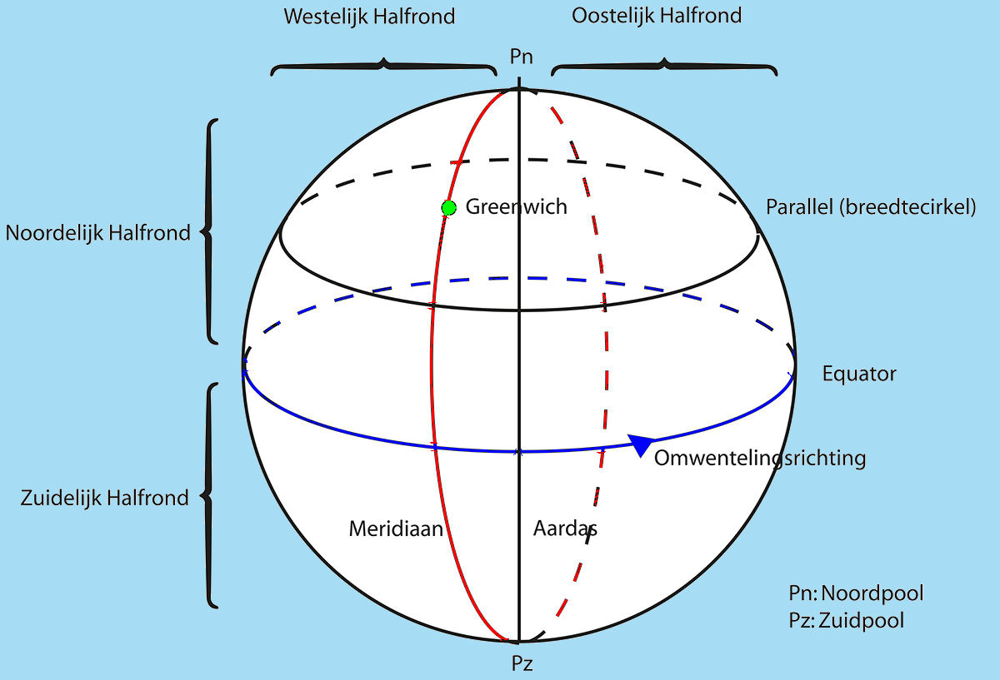 Westelijk Halfrond
Oostelijk Halfrond
Pn
Noordelijk Halfrond
Greenwich
Parallel (breedtecirkel)
Equator
Omwentelingsrichting
Zuidelijk Halfrond
Meridiaan
Aardas
Pn: Noordpool
Pz: Zuidpool
Pz